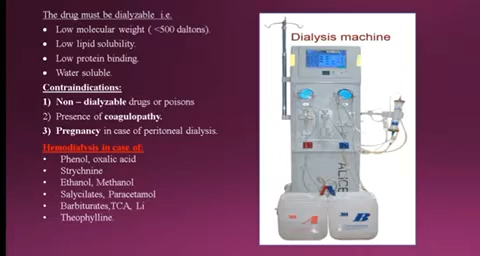 The drug must be dialyzable i.e.
• Low molecular weight ( <500 daltons).
• Low lipid solubility.
• Low protein binding.
• Water soluble.
Contraindications:
1) Non – dialyzable drugs or poisons
2) Presence of coagulopathy.
3) Pregnancy in case of peritoneal dialysis.
Hemodialysis in case of:
• Phenol, oxalic acid
• Strychnine
• Ethanol, Methanol
• Salycilates, Paracetamol
• Barbiturates,TCA, Li
• Theophylline.
Dialysis machine
ALICE
A
B